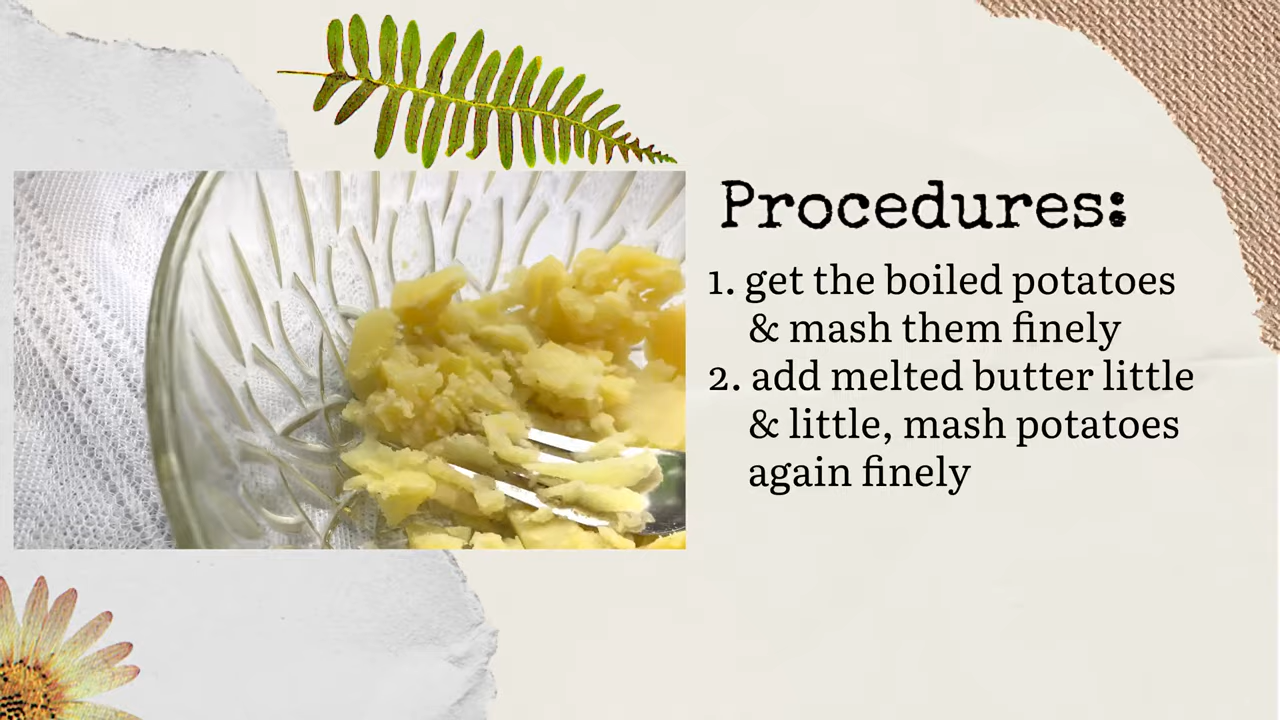 Procedures:
1. get the boiled potatoes
& mash them finely
2. add melted butter little
& little, mash potatoes
again finely